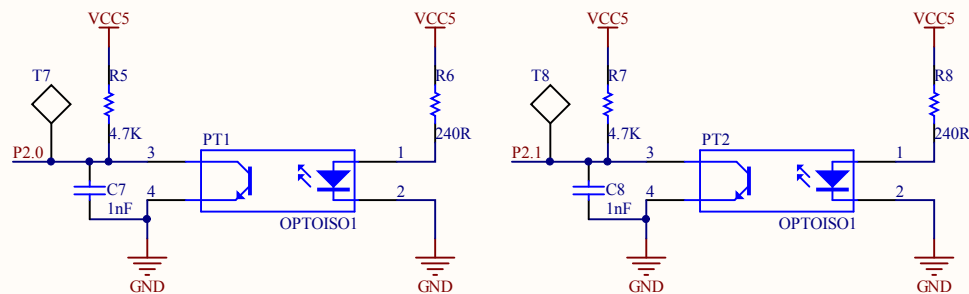 VCC5
VCC5
VCC5
VCC5
T7
R5
R6
T8
R7
R8
4.7K
PT1
240R
4.7K
PT2
240R
P2.0
3
1
P2.1
3
1
C7
4
2
C8
4
2
1nF
OPTOISO1
1nF
OPTOISO1
GND
GND
GND
GND